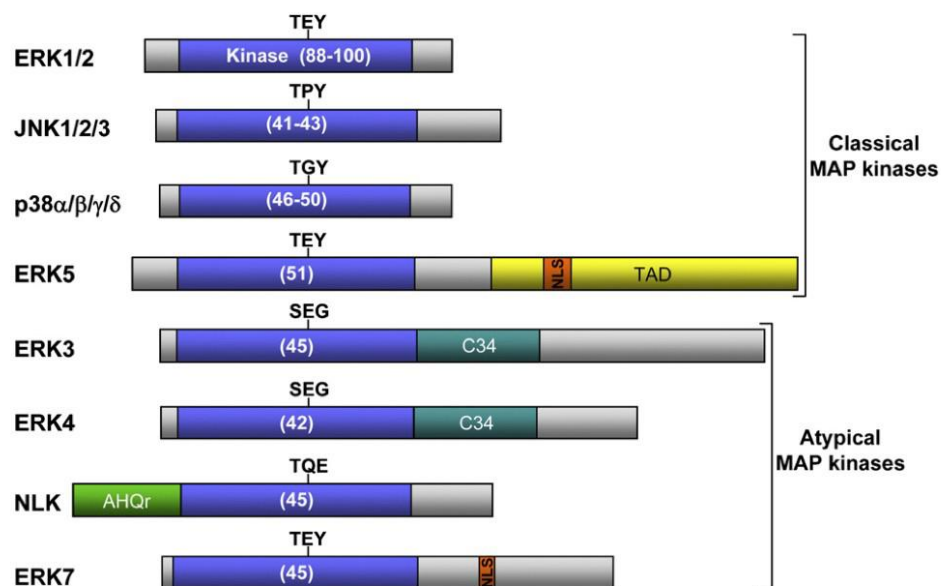 TEY
ERK1/2 Kinase (88-100)
TPY
JNK1/2/3 (41-43)
TGY
p38α/β/γ/δ (46-50)
Classical
MAP kinases
TEY
ERK5 (51) NLS TAD
SEG
ERK3 (45) C34
SEG
ERK4 (42) C34
Atypical
MAP kinases
TQE
NLK AHQr (45)
TEY
ERK7 (45) NLS